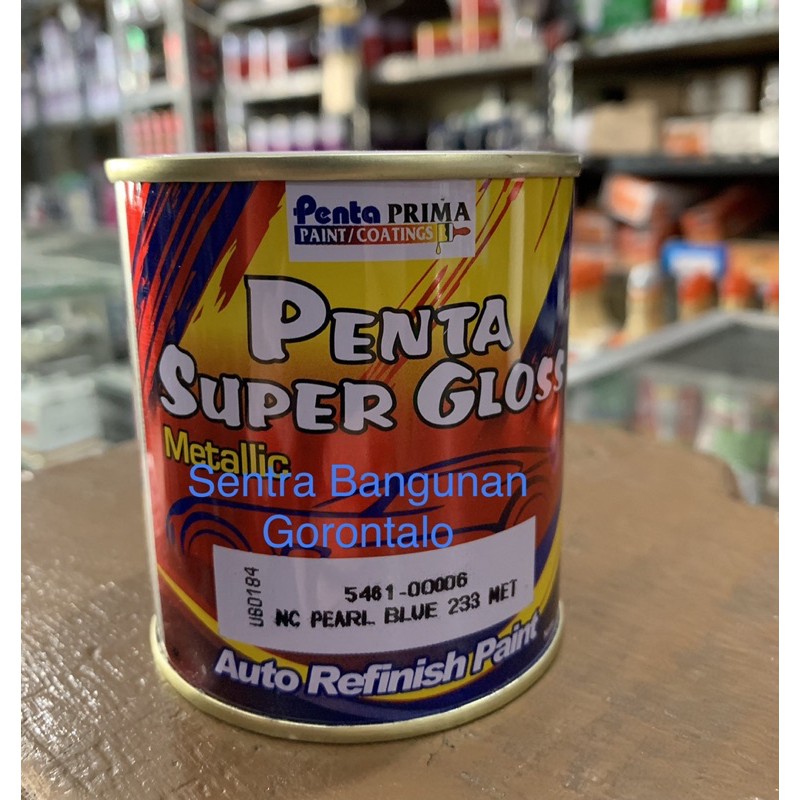 Penta PRIMA
PAINT/COATINGS
PENTA
SUPER GLOSS
Metallic
Sentra Bangunan
Gorontalo
5461-00006
NC PEARL BLUE 233 MET
UBD184
Auto Refinish Paint